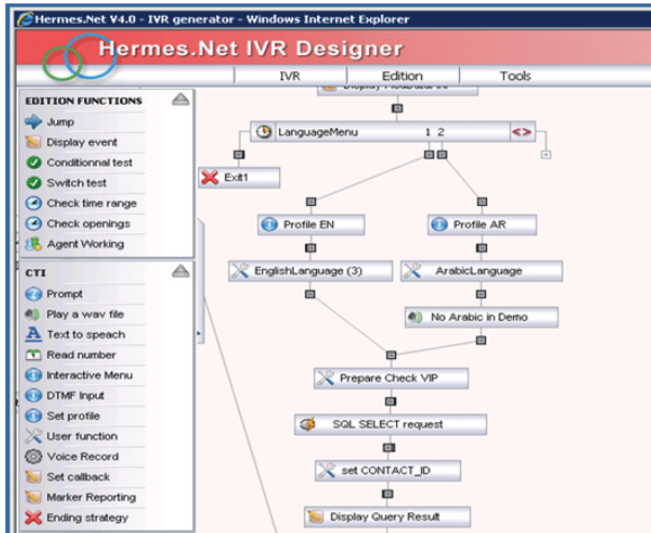 Hermes.Net V4.0 - IVR generator - Windows Internet Explorer
Hermes.Net IVR Designer
IVR
Edition
Tools
EDITION FUNCTIONS
Jump
Display event
Conditionnal test
Switch test
Check time range
Check openings
Agent Working
CTI
Prompt
Play a wav file
Text to speach
Read number
Interactive Menu
DTMF Input
Set profile
User function
Voice Record
Set callback
Marker Reporting
Ending strategy
LanguageMenu 1 2 <>
Exit1
Profile EN
Profile AR
EnglishLanguage (3)
ArabicLanguage
No Arabic in Demo
Prepare Check VIP
SQL SELECT request
set CONTACT_ID
Display Query Result